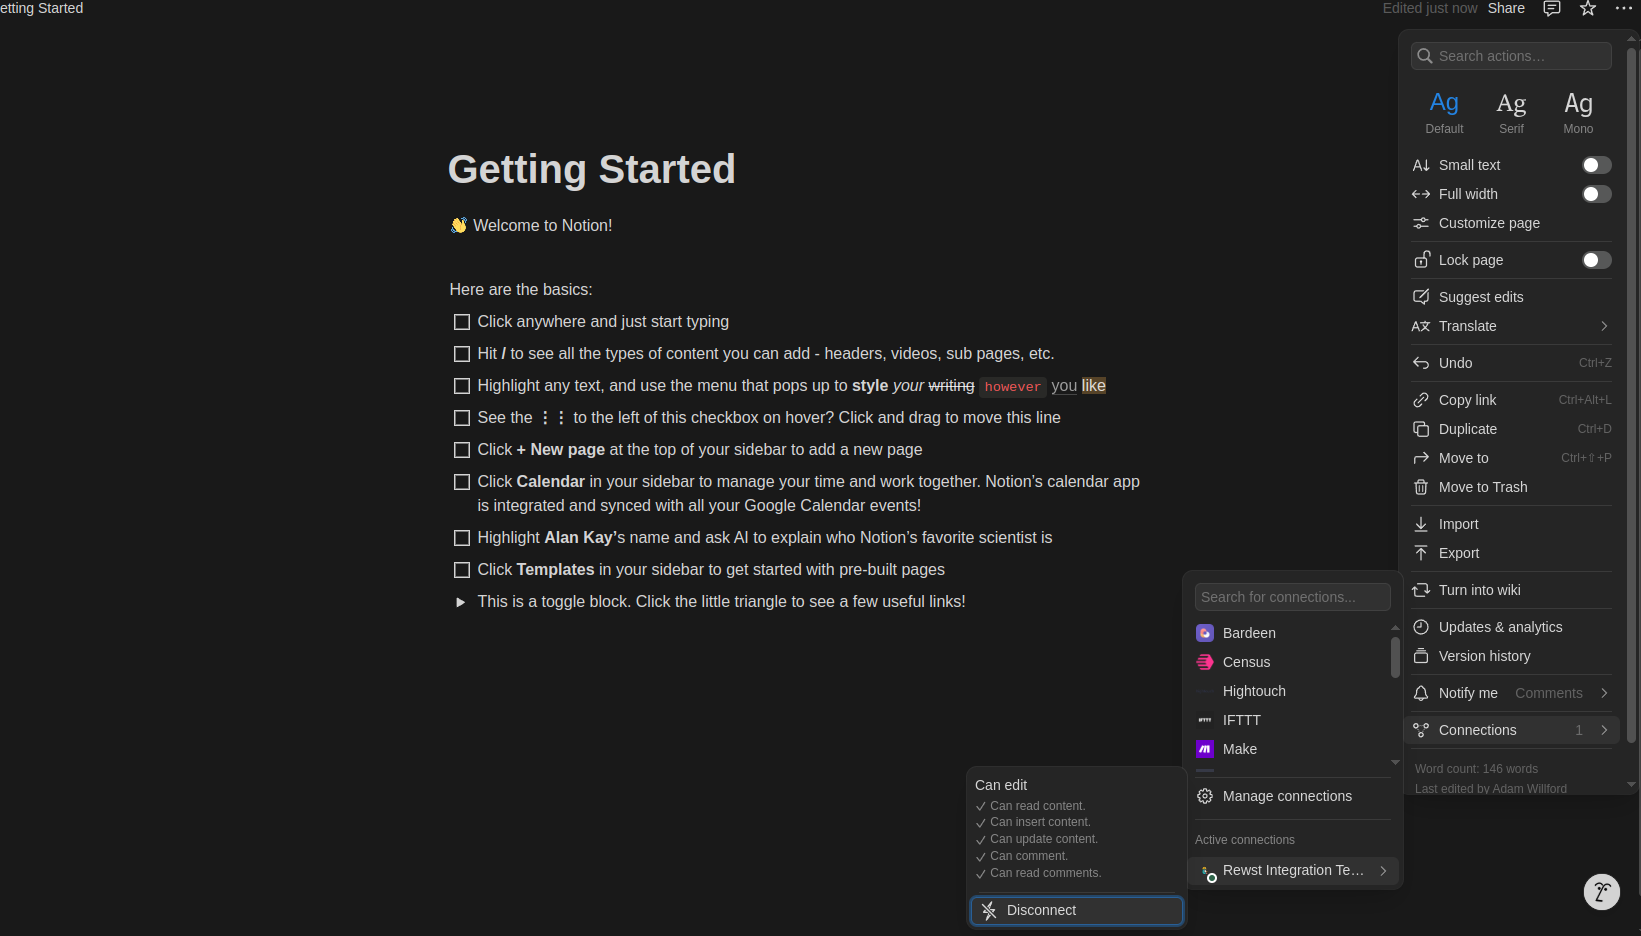 etting Started
Edited just now Share
Getting Started
👋 Welcome to Notion!
Here are the basics:
Click anywhere and just start typing
Hit / to see all the types of content you can add - headers, videos, sub pages, etc.
Highlight any text, and use the menu that pops up to style your writing however you like
See the ⋮⋮ to the left of this checkbox on hover? Click and drag to move this line
Click + New page at the top of your sidebar to add a new page
Click Calendar in your sidebar to manage your time and work together. Notion’s calendar app
is integrated and synced with all your Google Calendar events!
Highlight Alan Kay’s name and ask AI to explain who Notion’s favorite scientist is
Click Templates in your sidebar to get started with pre-built pages
This is a toggle block. Click the little triangle to see a few useful links!
Search actions…
Ag Ag Ag
Default Serif Mono
Small text
Full width
Customize page
Lock page
Suggest edits
Translate
Undo Ctrl+Z
Copy link Ctrl+Alt+L
Duplicate Ctrl+D
Move to Ctrl+⇧+P
Move to Trash
Import
Export
Turn into wiki
Updates & analytics
Version history
Notify me Comments
Connections 1
Word count: 146 words
Last edited by Adam Willford
Search for connections...
Bardeen
Census
Hightouch
IFTTT
Make
Manage connections
Active connections
Rewst Integration Te…
Can edit
Can read content.
Can insert content.
Can update content.
Can comment.
Can read comments.
Disconnect